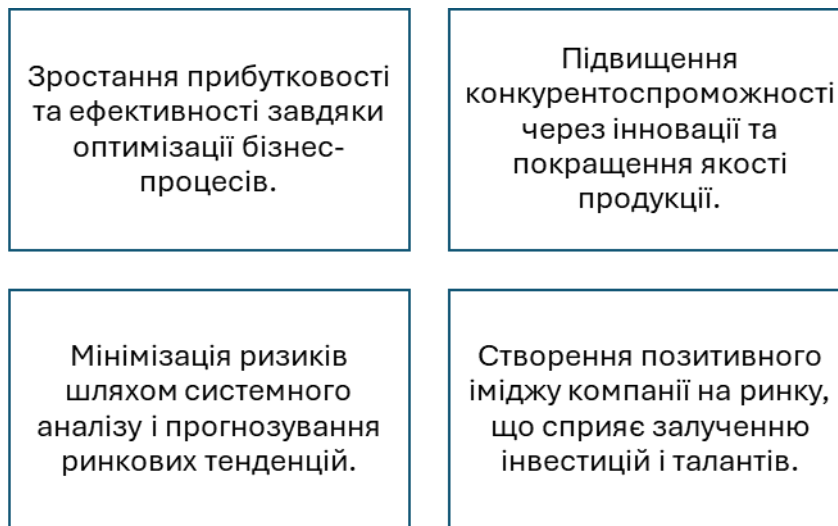 Зростання прибутковості
та ефективності завдяки
оптимізації бізнес-
процесів.
Підвищення
конкурентоспроможності
через інновації та
покращення якості
продукції.
Мінімізація ризиків
шляхом системного
аналізу і прогнозування
ринкових тенденцій.
Створення позитивного
іміджу компанії на ринку,
що сприяє залученню
інвестицій і талантів.